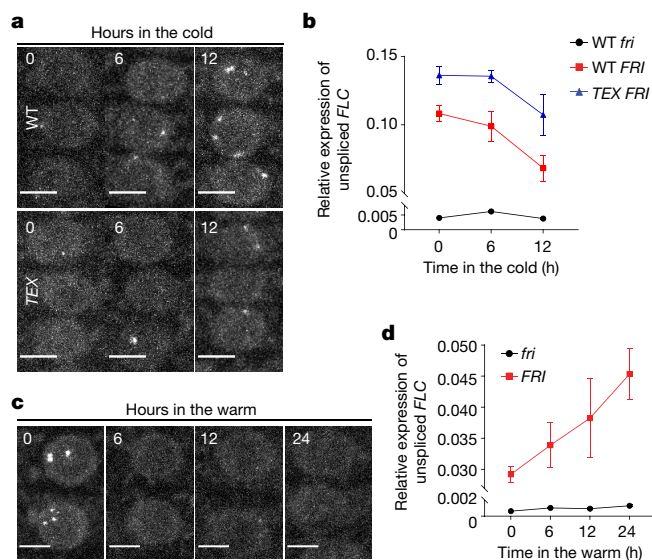 a
Hours in the cold
0 6 12
WT
0 6 12
TEX
b
WT fri
WT FRI
TEX FRI
Relative expression of
unspliced FLC
0.15
0.10
0.05
0.005
0
0 6 12
Time in the cold (h)
c
Hours in the warm
0 6 12 24
d
fri
FRI
Relative expression of
unspliced FLC
0.050
0.045
0.040
0.035
0.030
0.002
0
0 6 12 24
Time in the warm (h)